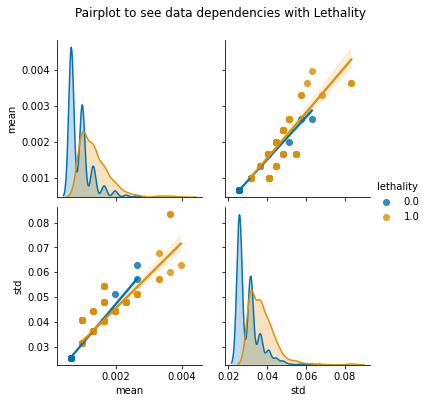 Pairplot to see data dependencies with Lethality
0.004
0.003
0.002
0.001
mean
lethality
0.0
1.0
0.08
0.07
0.06
0.05
0.04
0.03
std
0.002 0.004
mean
0.02 0.04 0.06 0.08
std